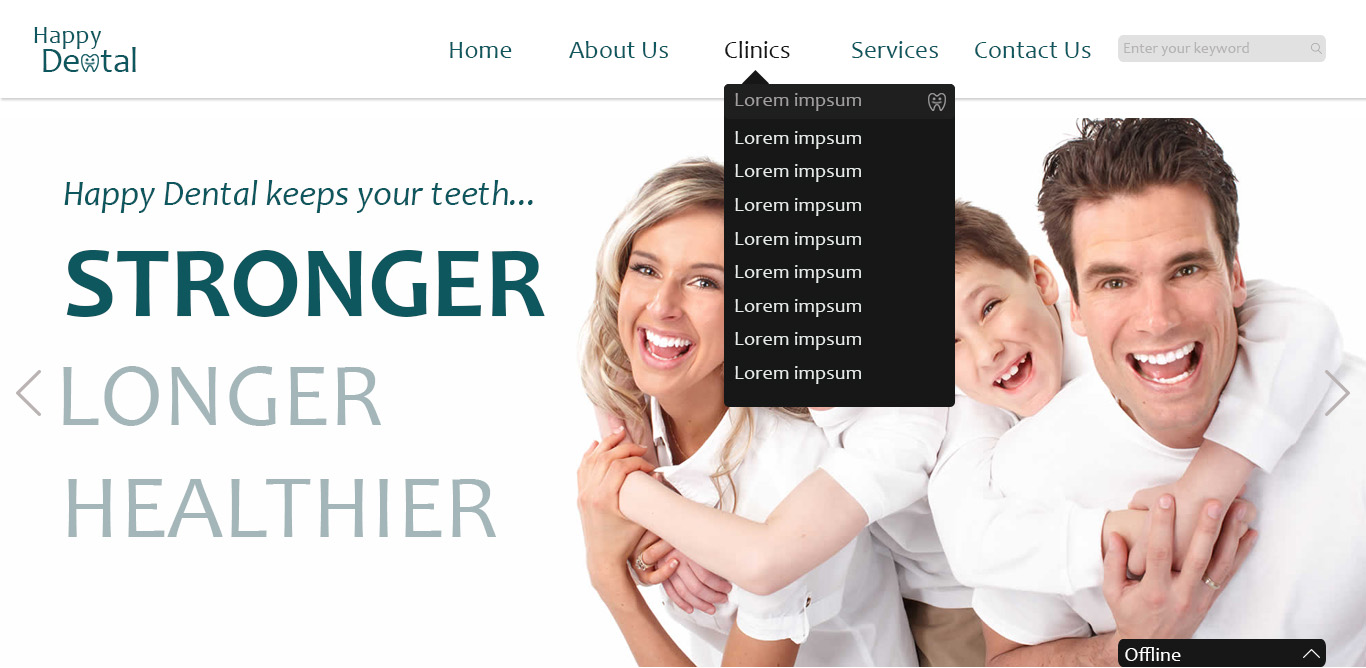 Happy
Dental
Home
About Us
Clinics
Services
Contact Us
Enter your keyword
Lorem impsum
Lorem impsum
Lorem impsum
Lorem impsum
Lorem impsum
Lorem impsum
Lorem impsum
Lorem impsum
Lorem impsum
Happy Dental keeps your teeth...
STRONGER
LONGER
HEALTHIER
Offline